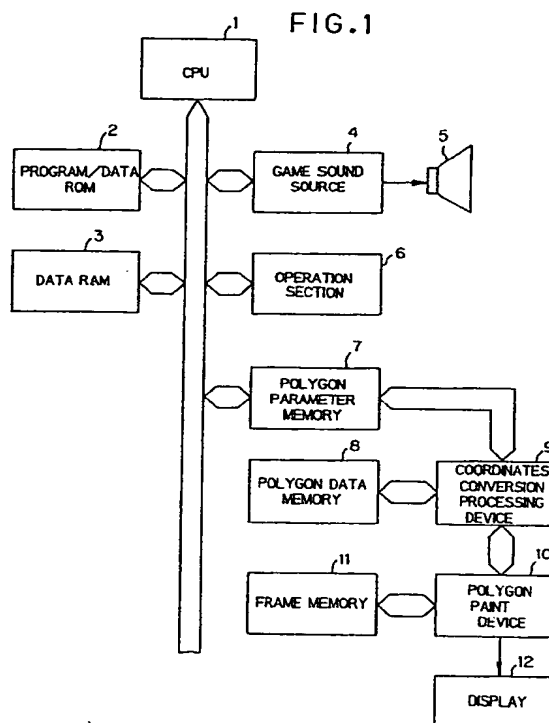 FIG.1
1
CPU
2
PROGRAM/DATA
ROM
4
GAME SOUND
SOURCE
5
3
DATA RAM
6
OPERATION
SECTION
7
POLYGON
PARAMETER
MEMORY
8
POLYGON DATA
MEMORY
9
COORDINATES
CONVERSION
PROCESSING
DEVICE
11
FRAME MEMORY
10
POLYGON
PAINT
DEVICE
12
DISPLAY